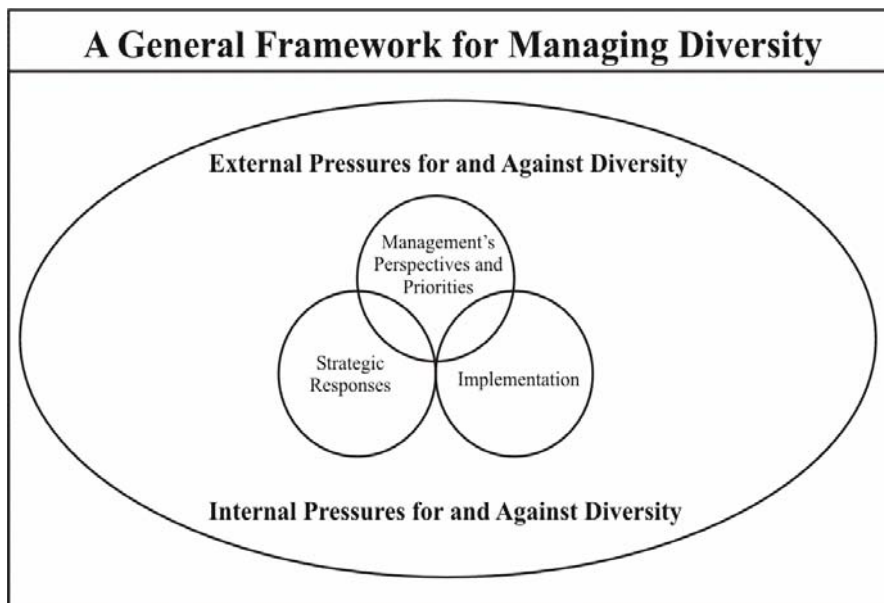 A General Framework for Managing Diversity
External Pressures for and Against Diversity
Management's
Perspectives and
Priorities
Strategic
Responses
Implementation
Internal Pressures for and Against Diversity